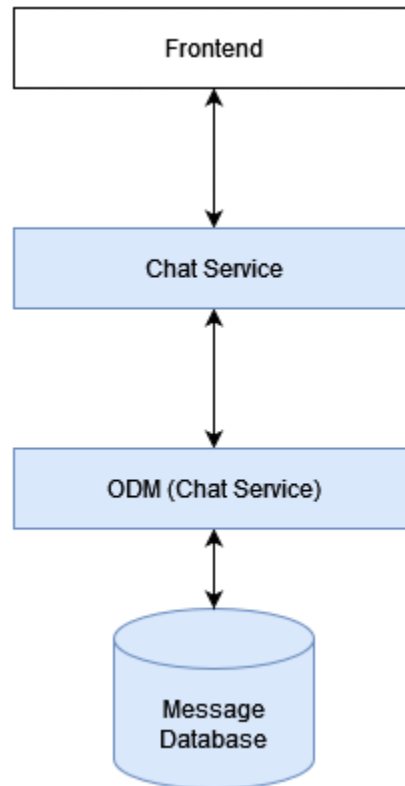 Frontend
Chat Service
ODM (Chat Service)
Message
Database